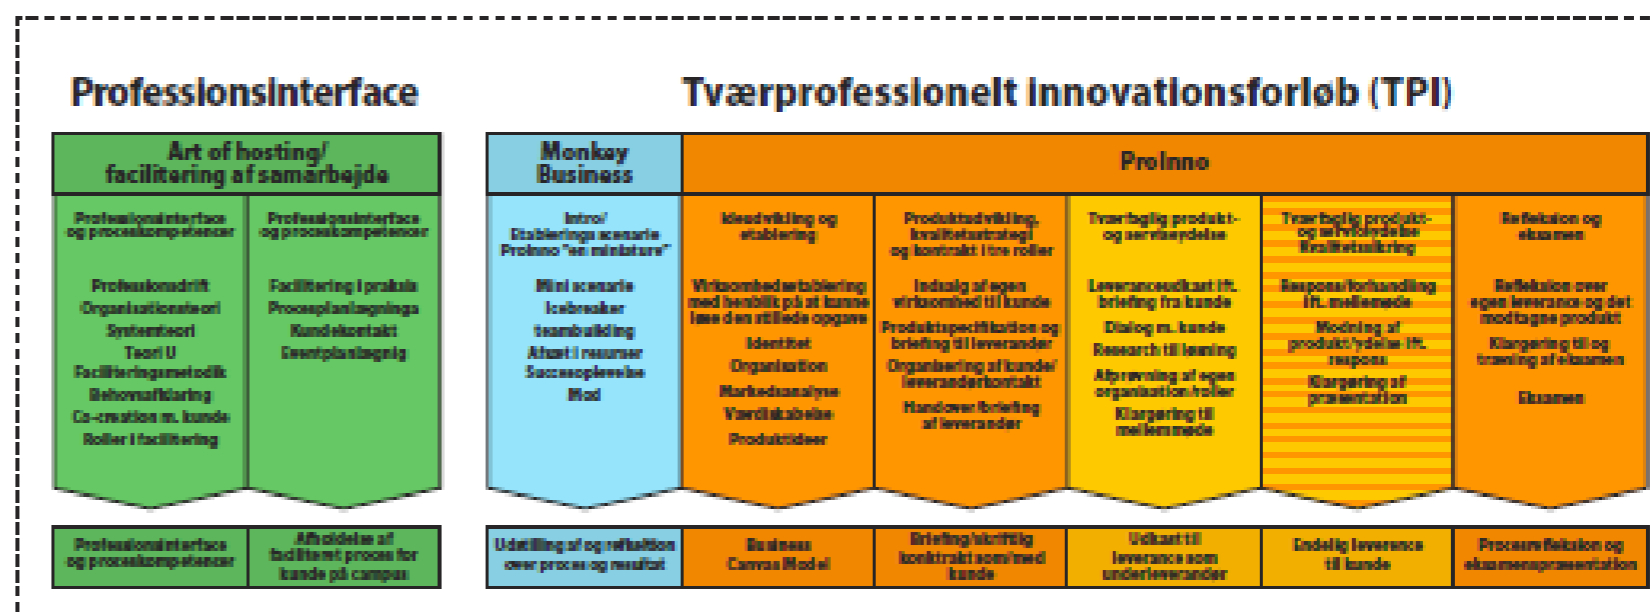 Professionsinterface
Tværprofessionelt innovationsforløb (TPI)
Art of hosting/
facilitering af samarbejde
Monkey
Business
ProInno
Professionsinterface
og proceskompetencer
Professionsdrift
Organisationsteori
Systemteori
Teori U
Faciliteringsmetodik
Behovsafklaring
Co-creation m. kunde
Roller i facilitering
Professionsinterface
og proceskompetencer
Professionsinterface
og proceskompetencer
Facilitering i praksis
Procesplanlægnings
Kundekontakt
Eventplanlægnig
Afholdelse af
faciliteret proces for
kunde på campus
Intro/
Etablerings scenarie
ProInno "en miniature"
Mini scenarie
Icebreaker
teambuilding
Afsæt i resurser
Succesoplevelse
Mod
Udstilling af og refleksion
over proces og resultat
Ideudvikling og
etablering
Virksomhedsetablering
med henblik på at kunne
løse den stillede opgave
Identitet
Organisation
Markedsanalyse
Værdiskabelse
Produktideer
Business
Canvas Model
Produktudvikling,
kvalitetsstrategi
og kontrakt i tre roller
Indsalg af egen
virksomhed til kunde
Produktspecifikation og
briefing til leverandør
Organisering af kunde/
leverandørkontakt
Handover/briefing
af leverandør
Briefing/skriftlig
konktrakt som/med
kunde
Tværfaglig produkt-
og serviceydelse
Leveranceudkast ift.
briefing fra kunde
Dialog m. kunde
Research til løsning
Afprøvning af egen
organisation/roller
Klargøring til
mellemmøde
Udkast til
leverance som
underleverandør
Tværfaglig produkt-
og serviceydelse
Kvalitetssikring
Respons/forhandling
ift. mellemøde
Modning af
produkt/ydelse ift.
respons
Klargøring af
præsentation
Endelig leverence
til kunde
Refleksion og
eksamen
Refleksion over
egen leverance og det
modtagne produkt
Klargøring til og
træning af eksamen
Eksamen
Procesrefleksion og
eksamenspræsentation